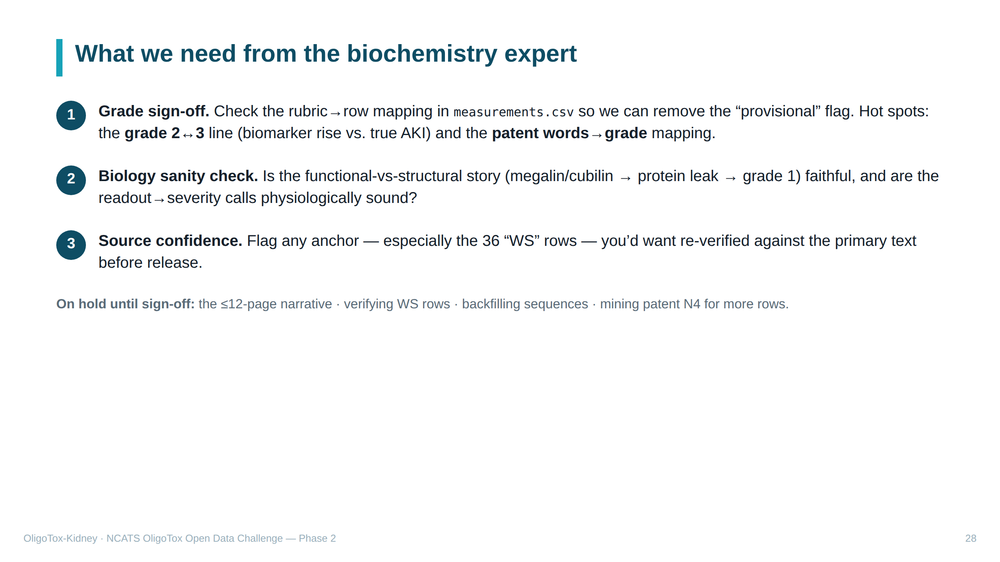 What we need from the biochemistry expert
1
Grade sign-off. Check the rubric→row mapping in measurements.csv so we can remove the “provisional” flag. Hot spots:
the grade 2↔3 line (biomarker rise vs. true AKI) and the patent words→grade mapping.
2
Biology sanity check. Is the functional-vs-structural story (megalin/cubilin → protein leak → grade 1) faithful, and are the
readout→severity calls physiologically sound?
3
Source confidence. Flag any anchor — especially the 36 “WS” rows — you’d want re-verified against the primary text
before release.
On hold until sign-off: the ≤12-page narrative · verifying WS rows · backfilling sequences · mining patent N4 for more rows.
OligoTox-Kidney · NCATS OligoTox Open Data Challenge — Phase 2
28